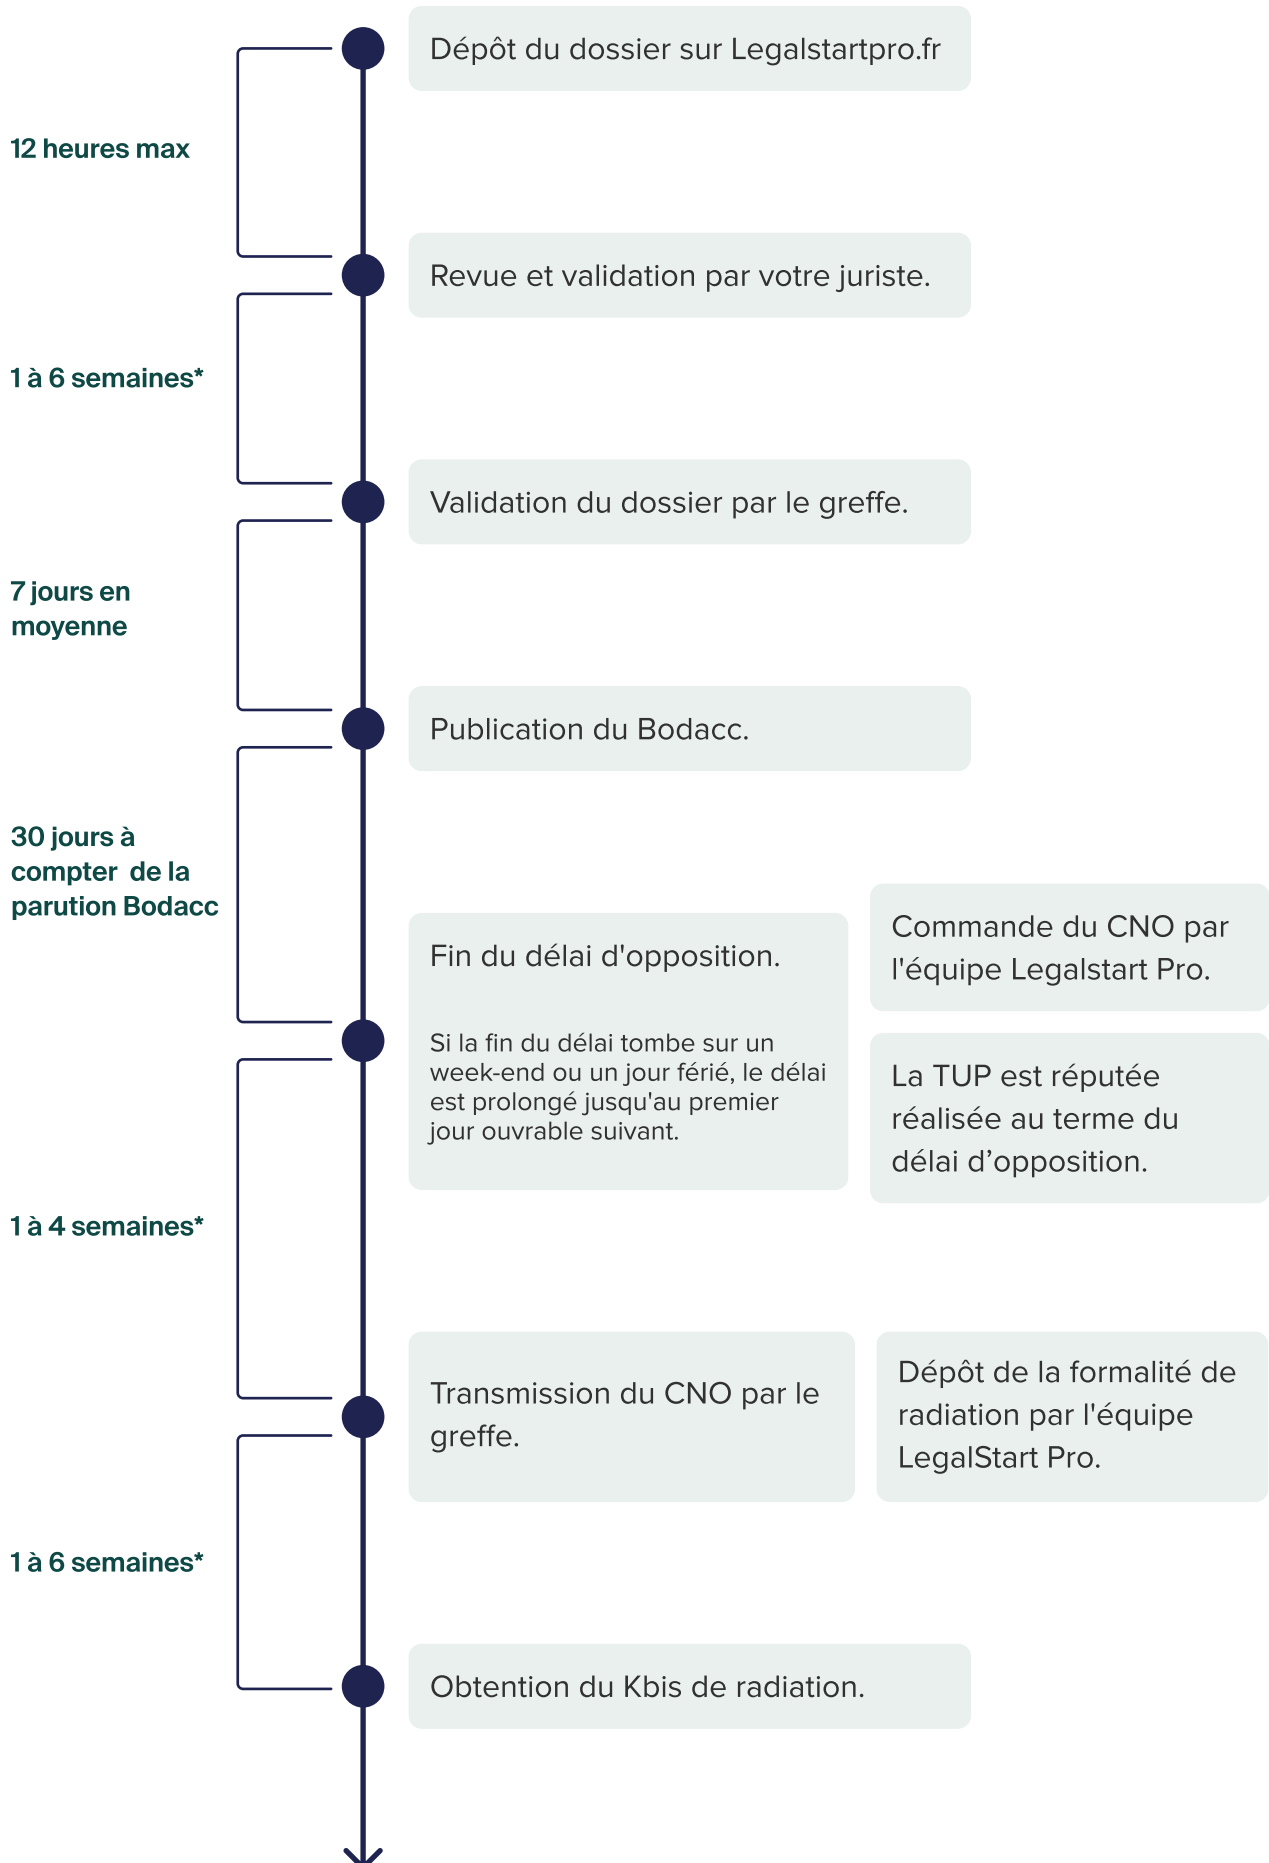 Dépôt du dossier sur Legalstartpro.fr
12 heures max
Revue et validation par votre juriste.
1 à 6 semaines*
Validation du dossier par le greffe.
7 jours en
moyenne
Publication du Bodacc.
30 jours à
compter  de la
parution Bodacc
Fin du délai d'opposition.
Si la fin du délai tombe sur un
week-end ou un jour férié, le délai
est prolongé jusqu'au premier
jour ouvrable suivant.
Commande du CNO par
l'équipe Legalstart Pro.
La TUP est réputée
réalisée au terme du
délai d’opposition.
1 à 4 semaines*
Transmission du CNO par le
greffe.
Dépôt de la formalité de
radiation par l'équipe
LegalStart Pro.
1 à 6 semaines*
Obtention du Kbis de radiation.